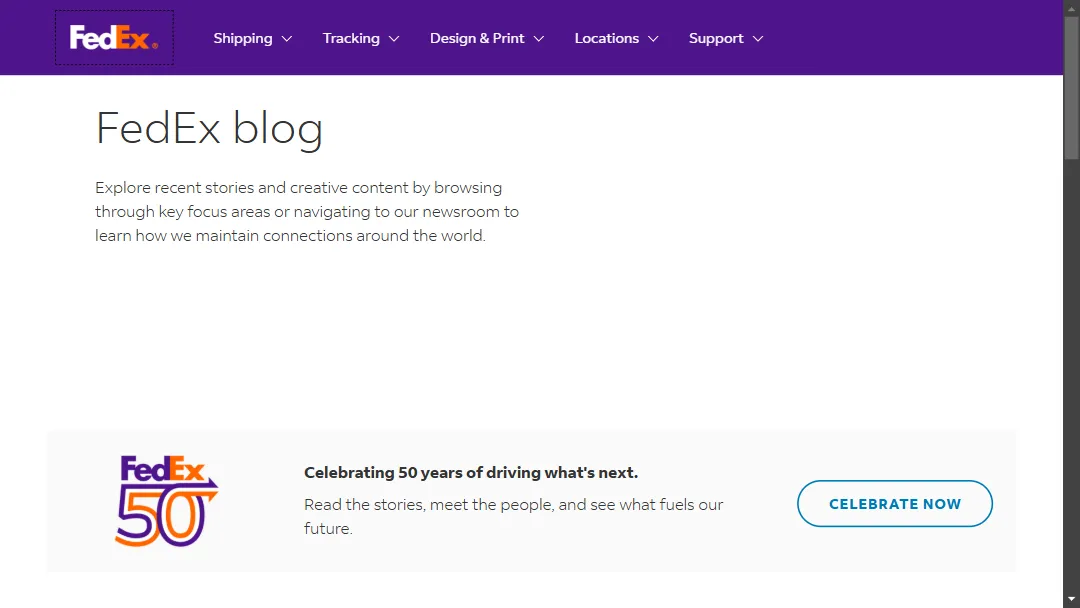 FedEx®
Shipping
Tracking
Design & Print
Locations
Support
FedEx blog
Explore recent stories and creative content by browsing
through key focus areas or navigating to our newsroom to
learn how we maintain connections around the world.
FedEx
50
Celebrating 50 years of driving what's next.
Read the stories, meet the people, and see what fuels our
future.
CELEBRATE NOW